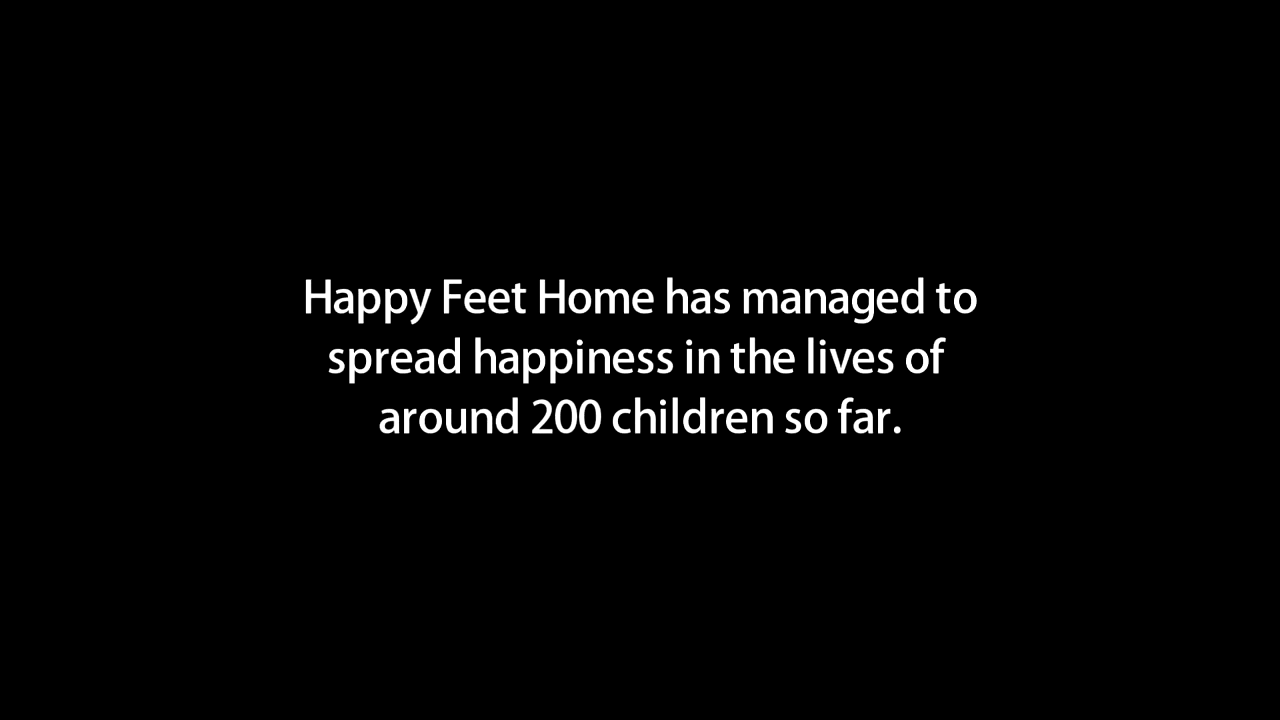 Happy Feet Home has managed to
spread happiness in the lives of
around 200 children so far.